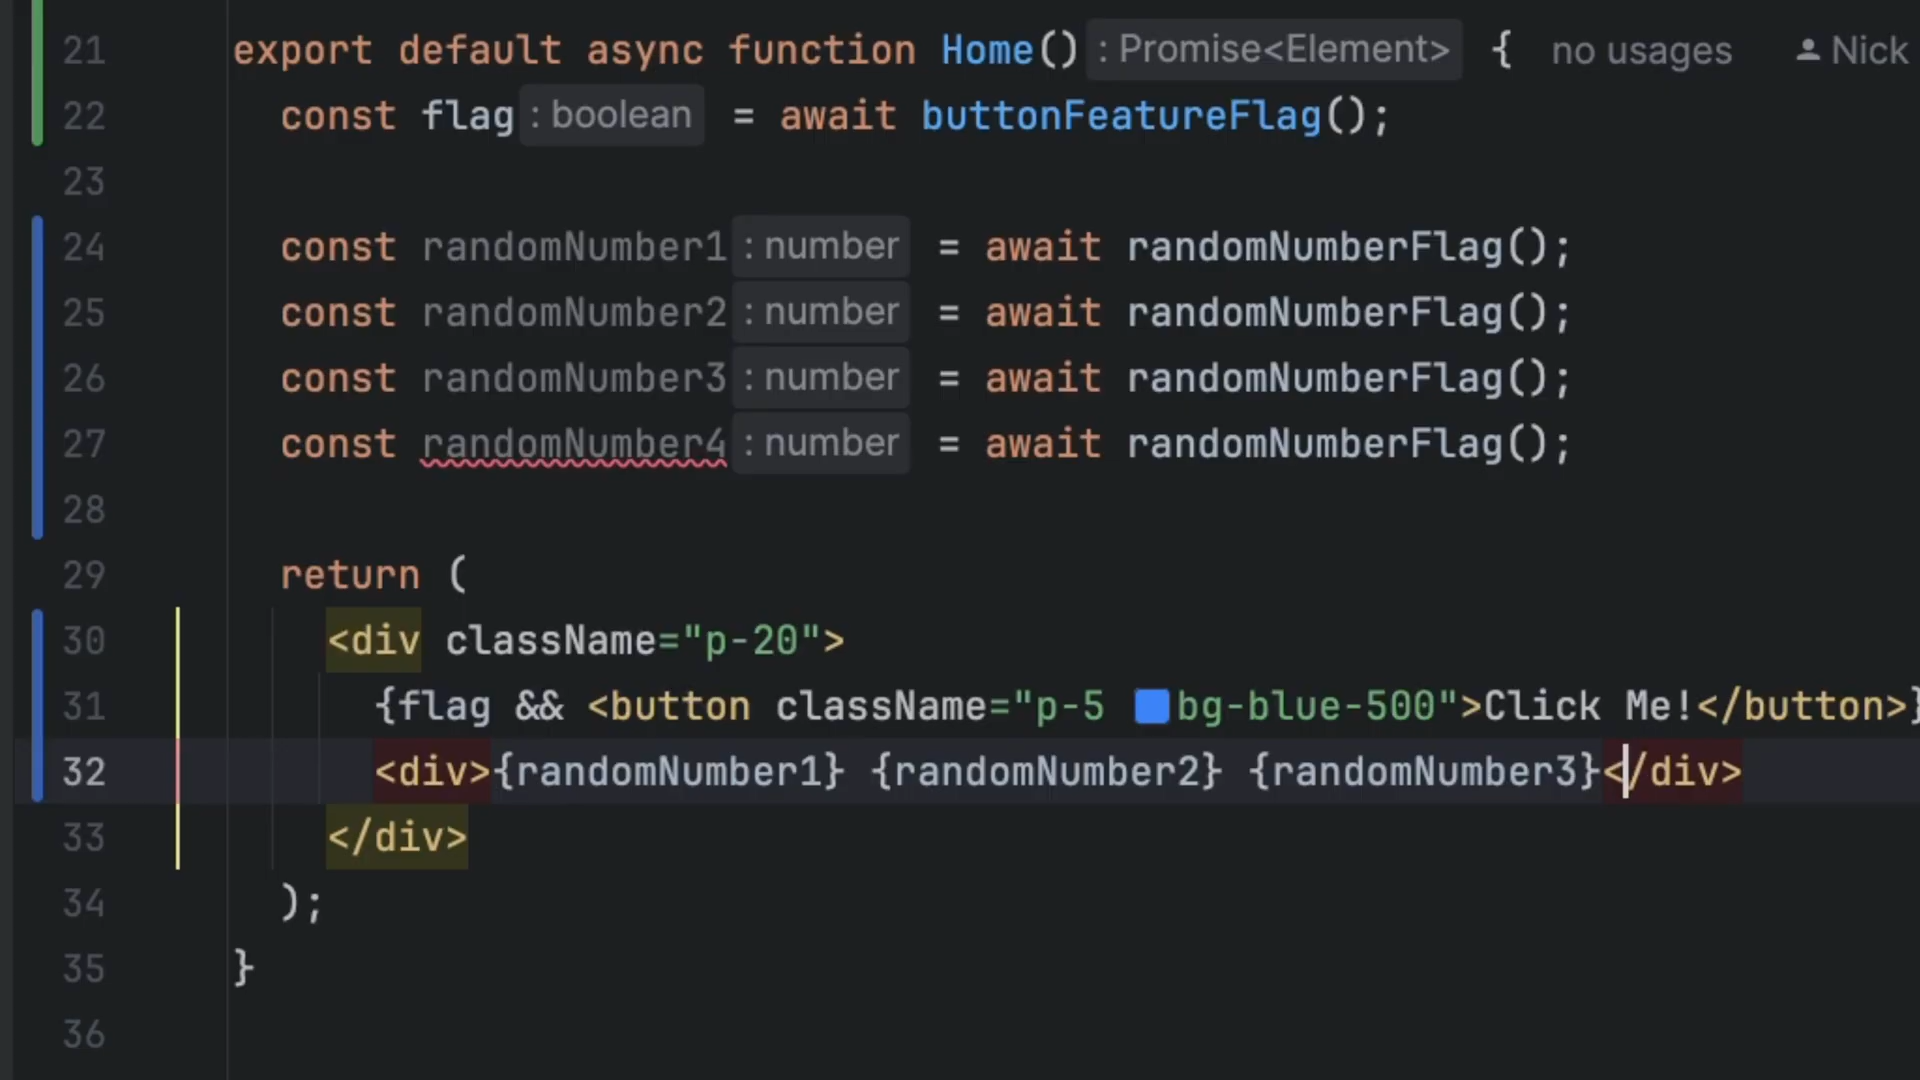 21 export default async function Home() : Promise<Element> { no usages Nick
22 const flag : boolean = await buttonFeatureFlag();
23
24 const randomNumber1 : number = await randomNumberFlag();
25 const randomNumber2 : number = await randomNumberFlag();
26 const randomNumber3 : number = await randomNumberFlag();
27 const randomNumber4 : number = await randomNumberFlag();
28
29 return (
30 <div className="p-20">
31 {flag && <button className="p-5 bg-blue-500">Click Me!</button>}
32 <div>{randomNumber1} {randomNumber2} {randomNumber3}</div>
33 </div>
34 );
35 }
36